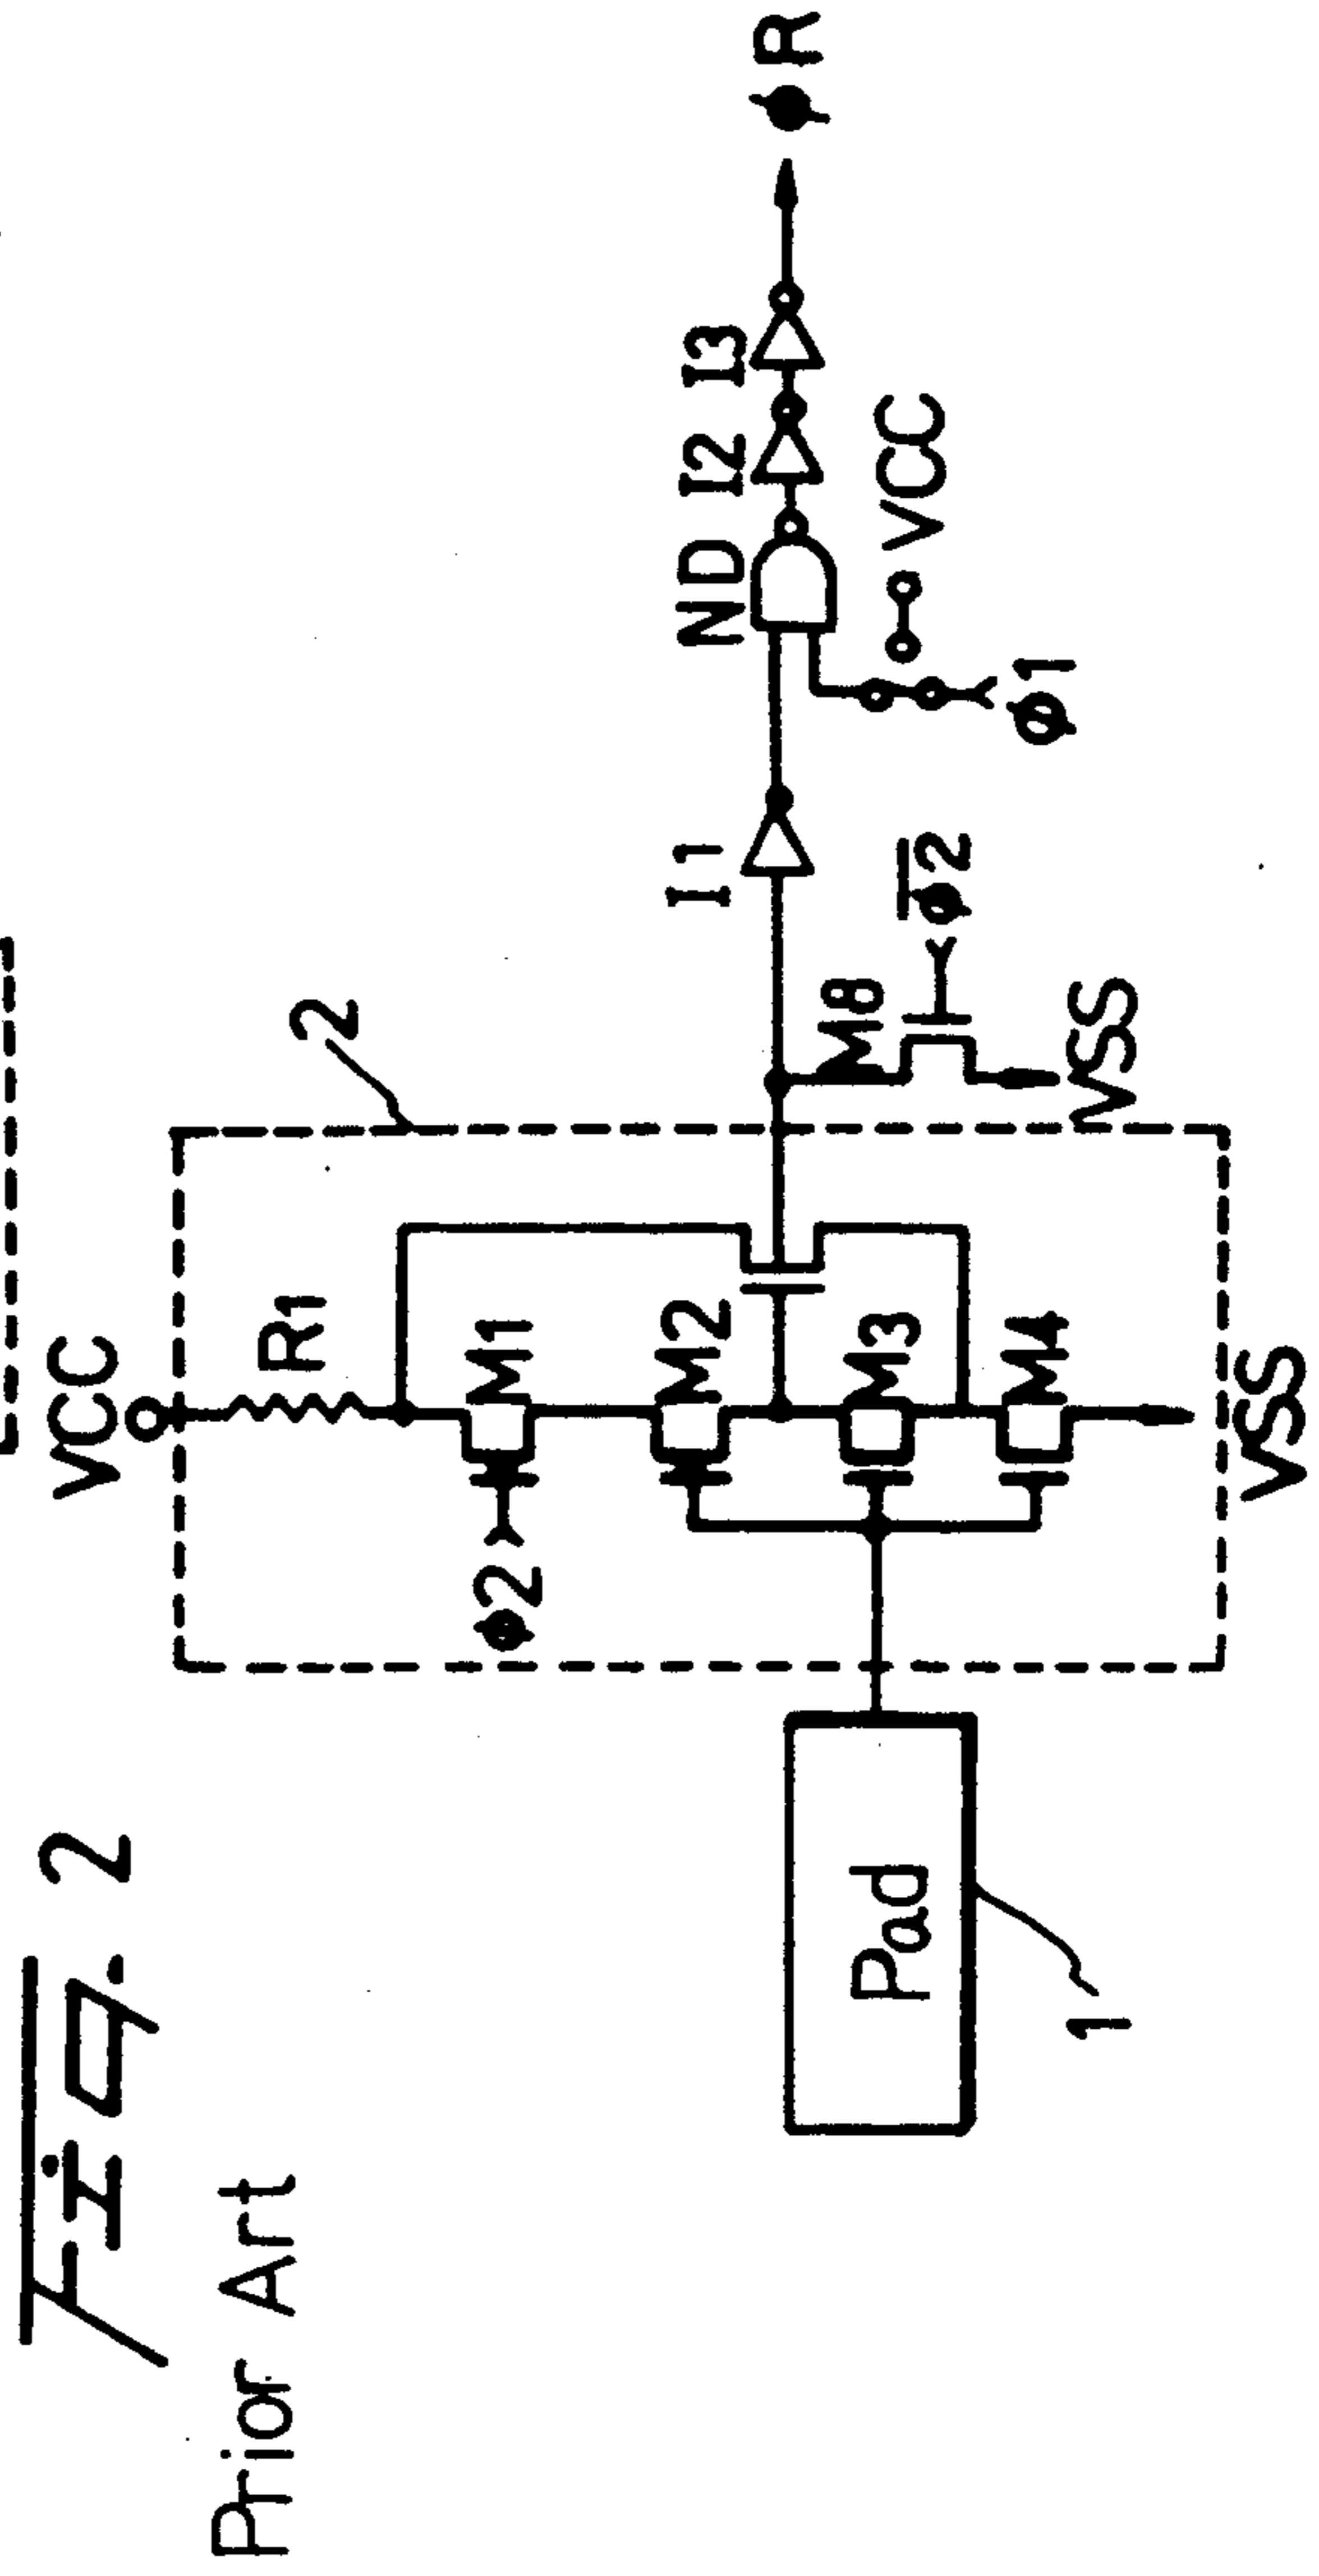 Fig. 2
Prior Art
VCC
R1
2
φ2
M1
M2
M3
M4
VSS
Pad
1
M8
φ2
VSS
I1
ND
I2
I3
VCC
φ1
φR